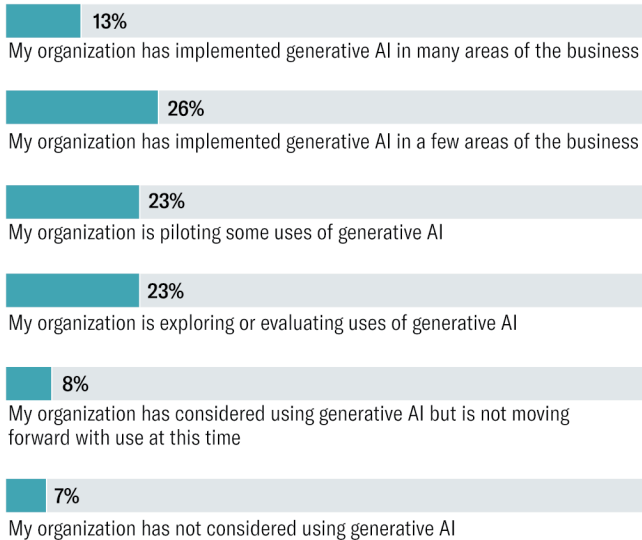 13%
My organization has implemented generative AI in many areas of the business
26%
My organization has implemented generative AI in a few areas of the business
23%
My organization is piloting some uses of generative AI
23%
My organization is exploring or evaluating uses of generative AI
8%
My organization has considered using generative AI but is not moving
forward with use at this time
7%
My organization has not considered using generative AI